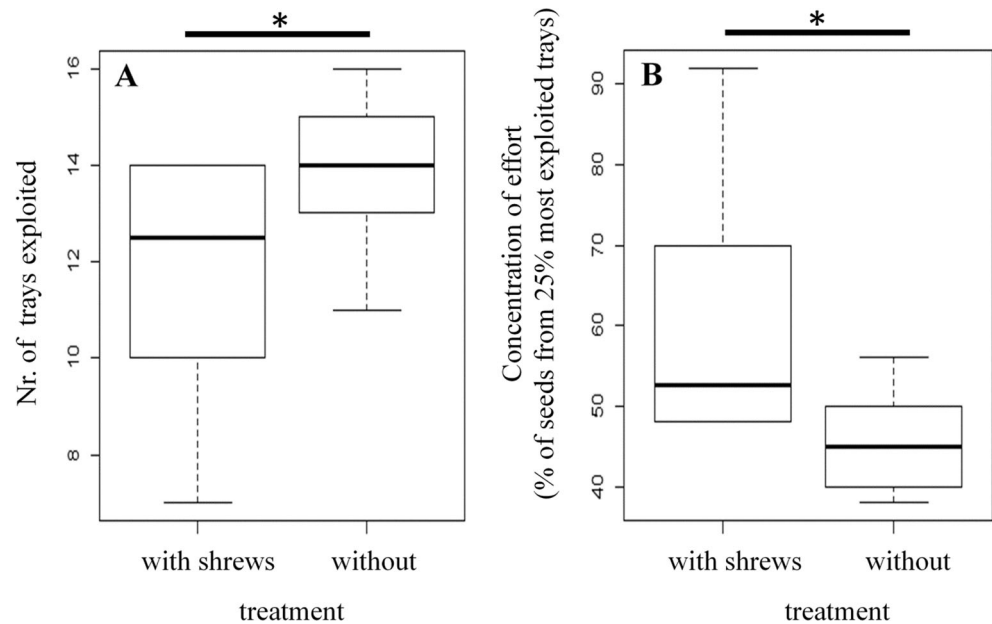 *
A
Nr. of trays exploited
16
14
12
10
8
with shrews
without
treatment
*
B
Concentration of effort
(% of seeds from 25% most exploited trays)
90
80
70
60
50
40
with shrews
without
treatment